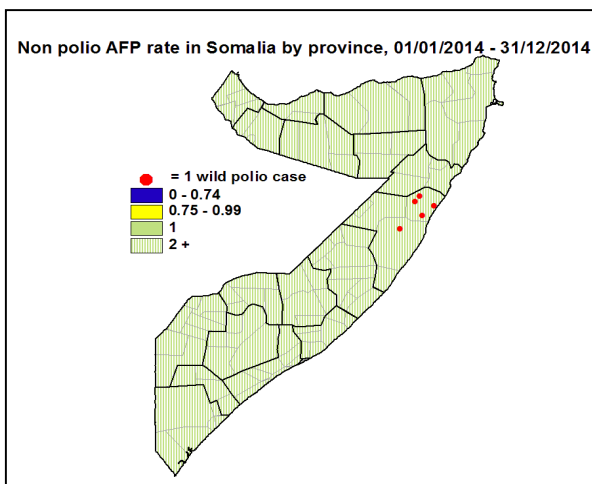 Non polio AFP rate in Somalia by province, 01/01/2014 - 31/12/2014
= 1 wild polio case
0 - 0.74
0.75 - 0.99
1
2 +